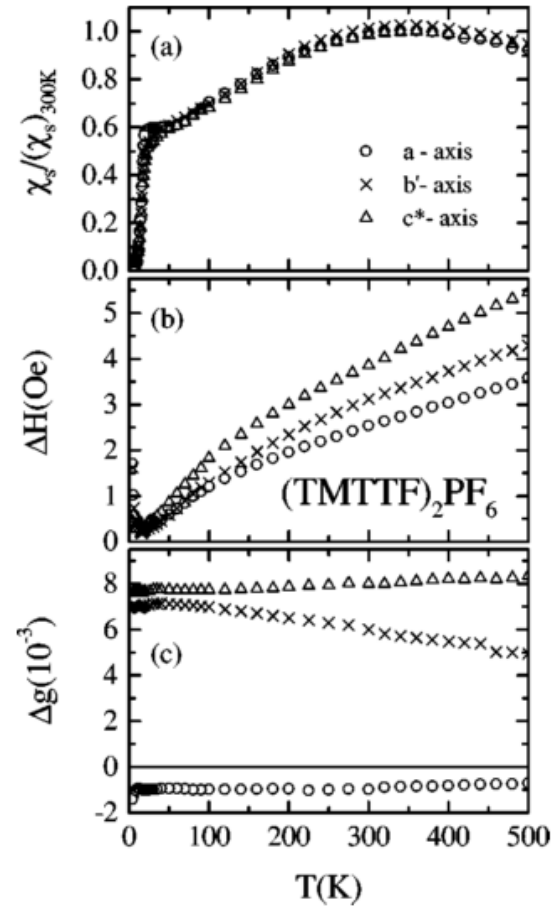 (a)
χs/(χs)300K
1.0
0.8
0.6
0.4
0.2
0.0
a - axis
b'- axis
c*- axis
(b)
ΔH(Oe)
5
4
3
2
1
0
(TMTTF)2PF6
(c)
Δg(10-3)
8
6
4
2
0
-2
0 100 200 300 400 500
T(K)